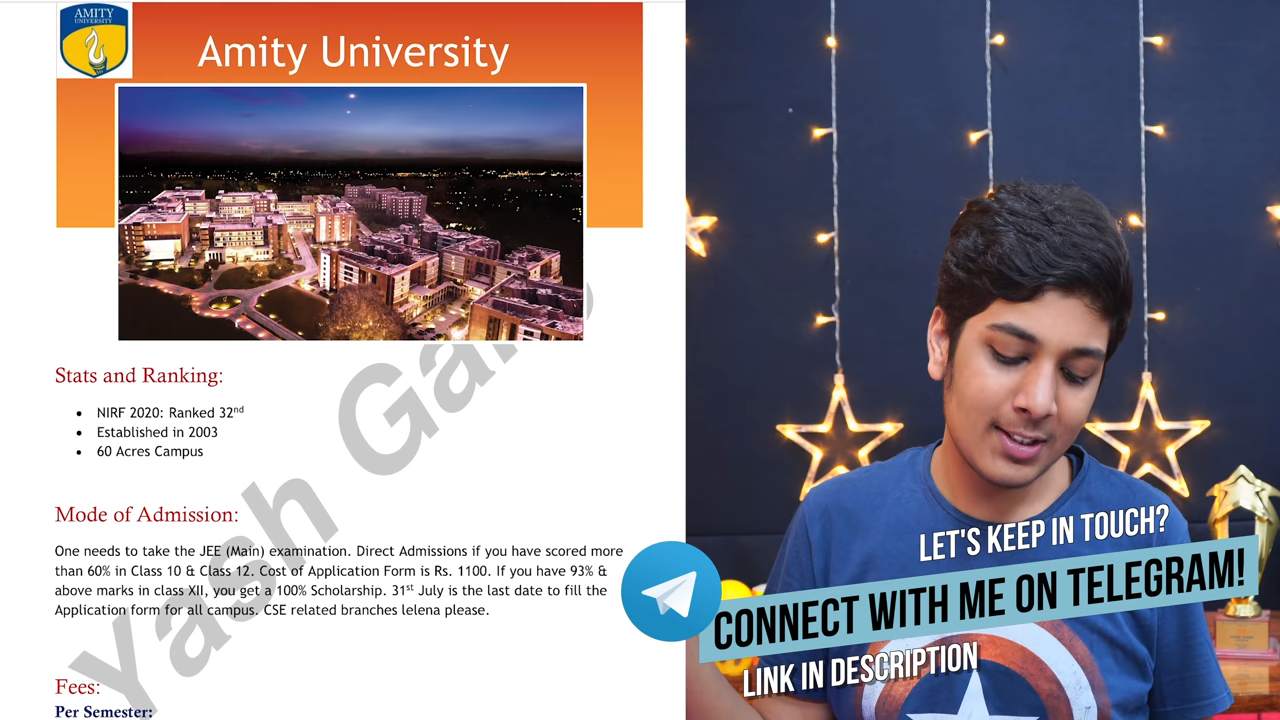 AMITY
UNIVERSITY
Amity University
Stats and Ranking:
• NIRF 2020: Ranked 32nd
• Established in 2003
• 60 Acres Campus
Mode of Admission:
One needs to take the JEE (Main) examination. Direct Admissions if you have scored more
than 60% in Class 10 & Class 12. Cost of Application Form is Rs. 1100. If you have 93% &
above marks in class XII, you get a 100% Scholarship. 31st July is the last date to fill the
Application form for all campus. CSE related branches lelena please.
Fees:
Per Semester:
Yash
LET'S KEEP IN TOUCH?
CONNECT WITH ME ON TELEGRAM!
LINK IN DESCRIPTION